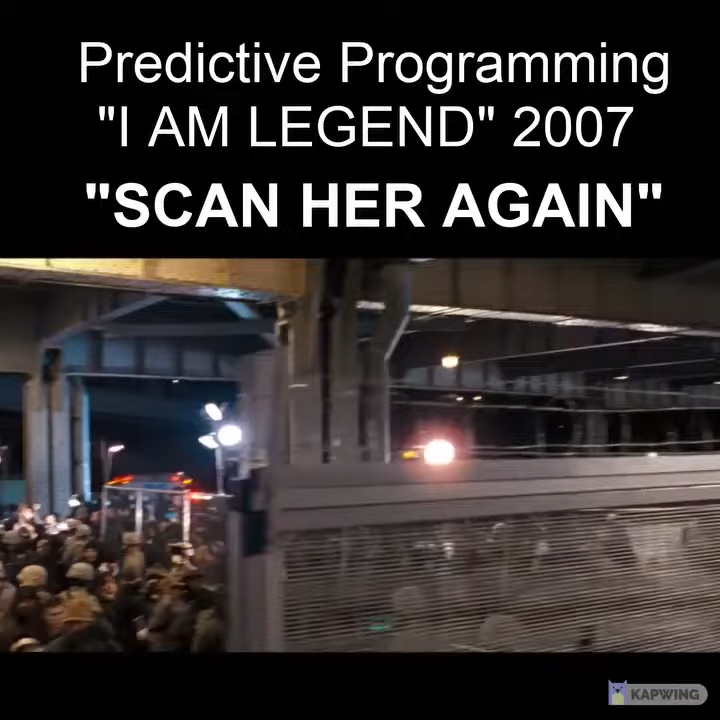 Predictive Programming
"I AM LEGEND" 2007
"SCAN HER AGAIN"
KAPWING